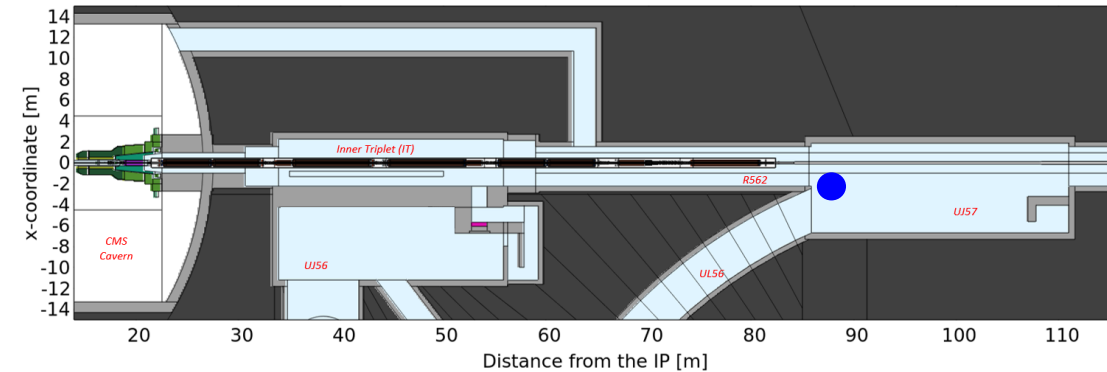 14
12
10
8
6
4
2
0
-2
-4
-6
-8
-10
-12
-14
x-coordinate [m]
Inner Triplet (IT)
R562
UJ57
CMS
Cavern
UJ56
UL56
20 30 40 50 60 70 80 90 100 110
Distance from the IP [m]